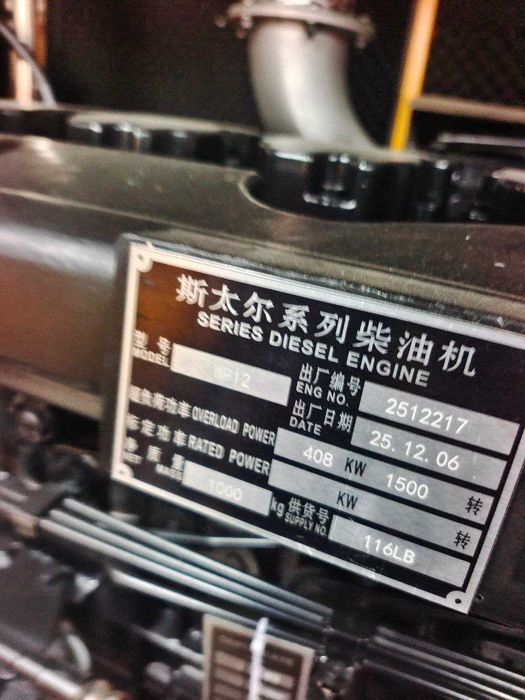 斯太尔系列柴油机
SERIES DIESEL ENGINE
型号 MODEL WP12
出厂编号 ENG NO. 2512217
出厂日期 DATE 25.12.06
超负荷功率 OVERLOAD POWER 408 KW 1500 转
标定功率 RATED POWER KW 转
净质量 MASS 1000 kg
供货号 SUPPLY NO. 116LB